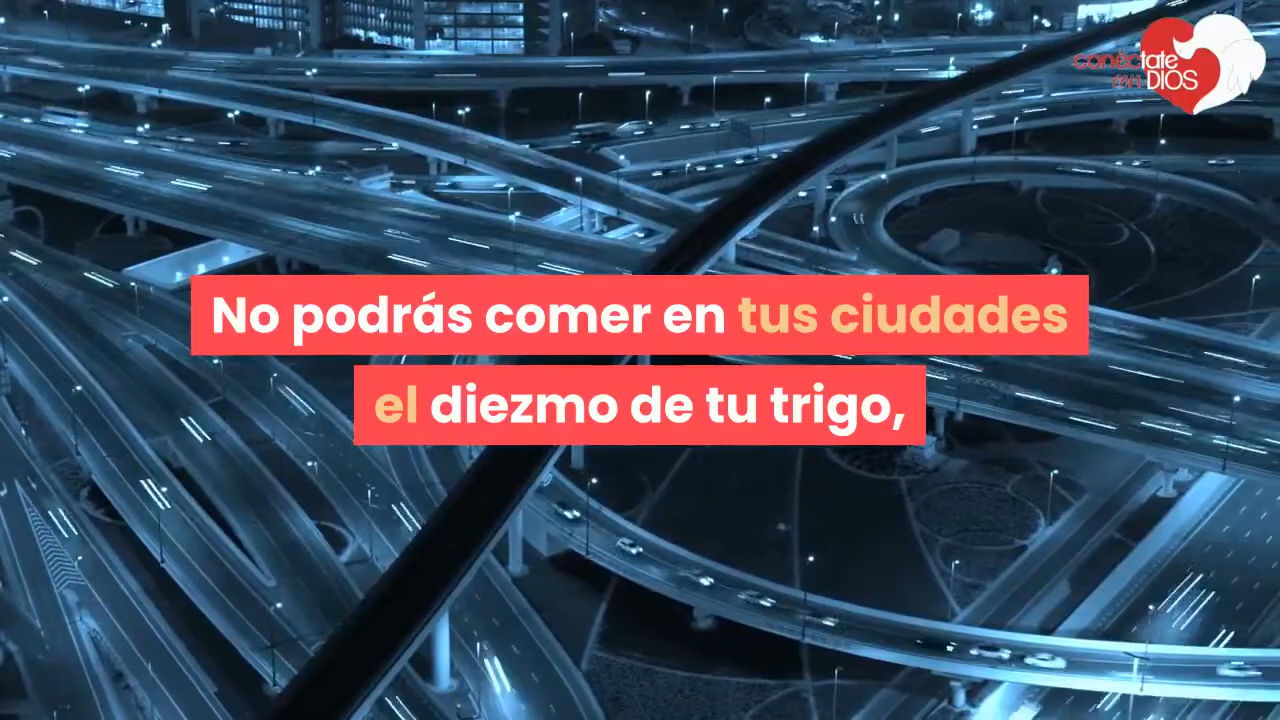 conéctate
con DIOS
No podrás comer en tus ciudades
el diezmo de tu trigo,